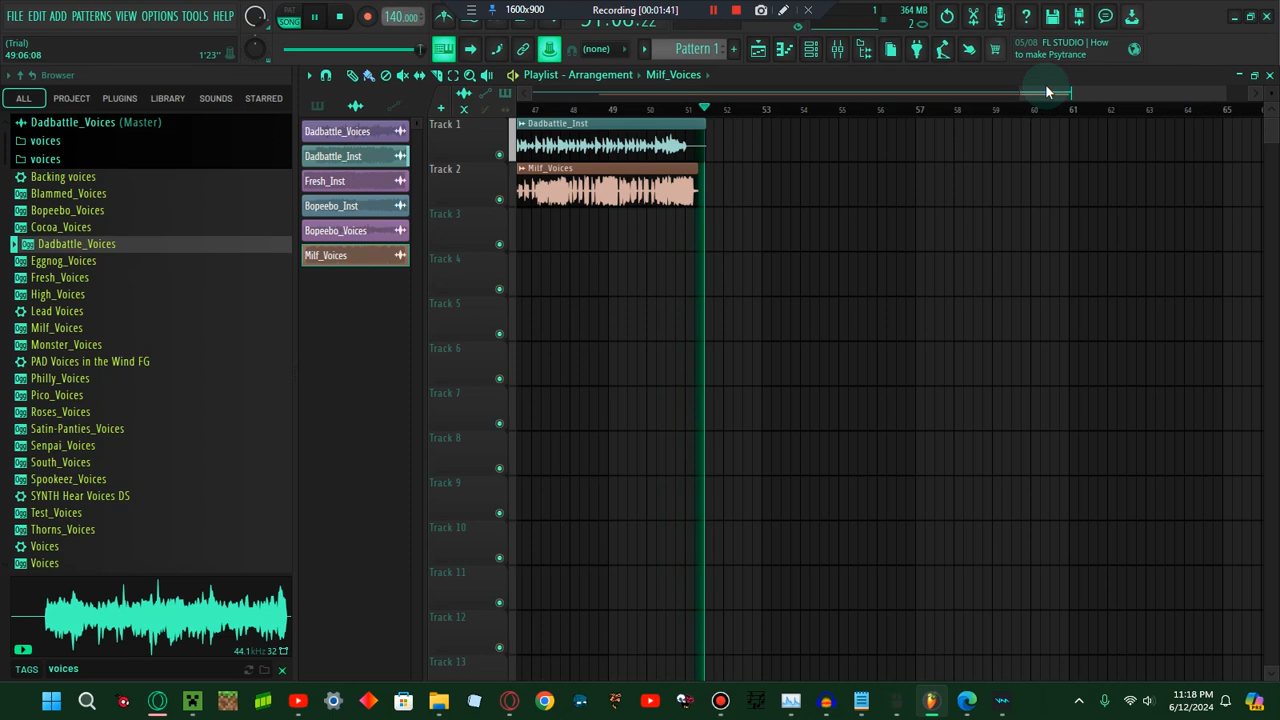 FILE EDIT ADD PATTERNS VIEW OPTIONS TOOLS HELP
PAT
SONG
140.000
1600x900
Recording [00:01:41]
1
364 MB
2
(Trial)
49:06:08
1'23"
(none)
Pattern 1
05/08 FL STUDIO | How
to make Psytrance
Browser
Playlist - Arrangement
Milf_Voices
ALL
PROJECT
PLUGINS
LIBRARY
SOUNDS
STARRED
Dadbattle_Voices (Master)
voices
voices
Backing voices
Blammed_Voices
Bopeebo_Voices
Cocoa_Voices
Dadbattle_Voices
Eggnog_Voices
Fresh_Voices
High_Voices
Lead Voices
Milf_Voices
Monster_Voices
PAD Voices in the Wind FG
Philly_Voices
Pico_Voices
Roses_Voices
Satin-Panties_Voices
Senpai_Voices
South_Voices
Spookeez_Voices
SYNTH Hear Voices DS
Test_Voices
Thorns_Voices
Voices
Voices
44.1kHz 32
TAGS voices
Dadbattle_Voices
Dadbattle_Inst
Fresh_Inst
Bopeebo_Inst
Bopeebo_Voices
Milf_Voices
47 48 49 50 51 52 53 54 55 56 57 58 59 60 61 62 63 64 65
Track 1
Dadbattle_Inst
Track 2
Milf_Voices
Track 3
Track 4
Track 5
Track 6
Track 7
Track 8
Track 9
Track 10
Track 11
Track 12
Track 13
11:18 PM
6/12/2024